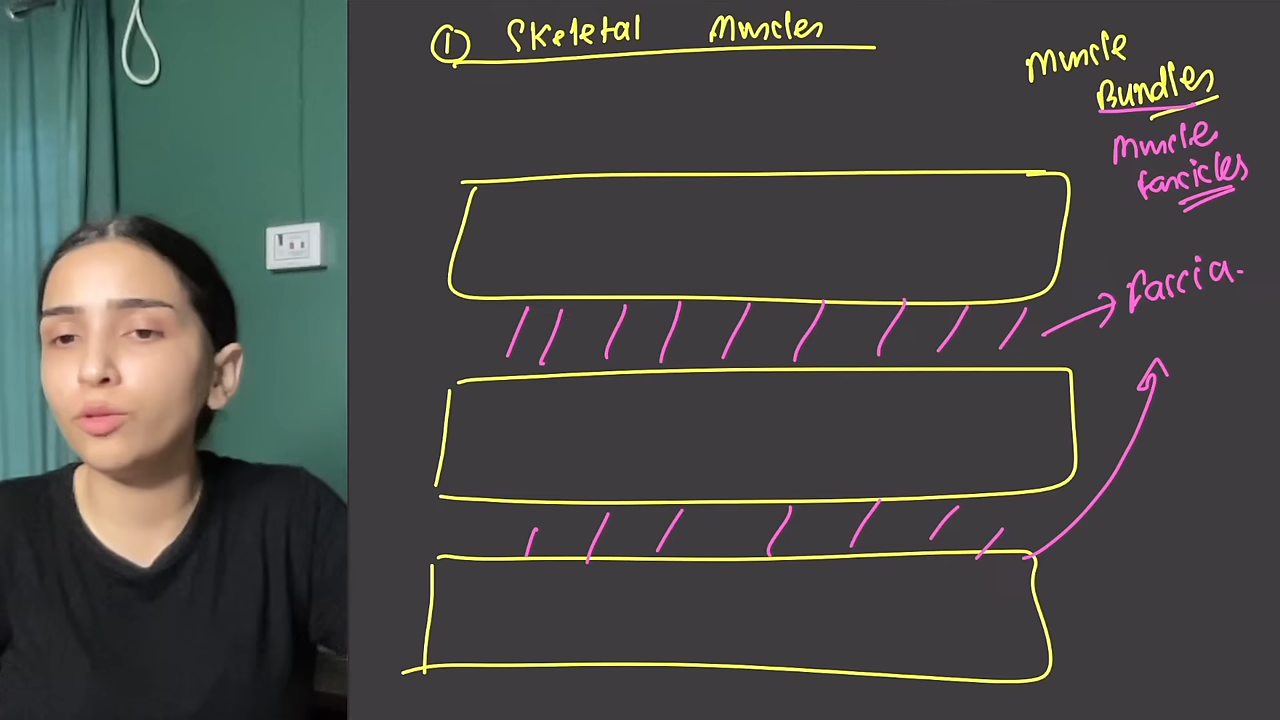 ① Skeletal Muscles
Muscle
Bundles
Muscle
fascicles
fascia.